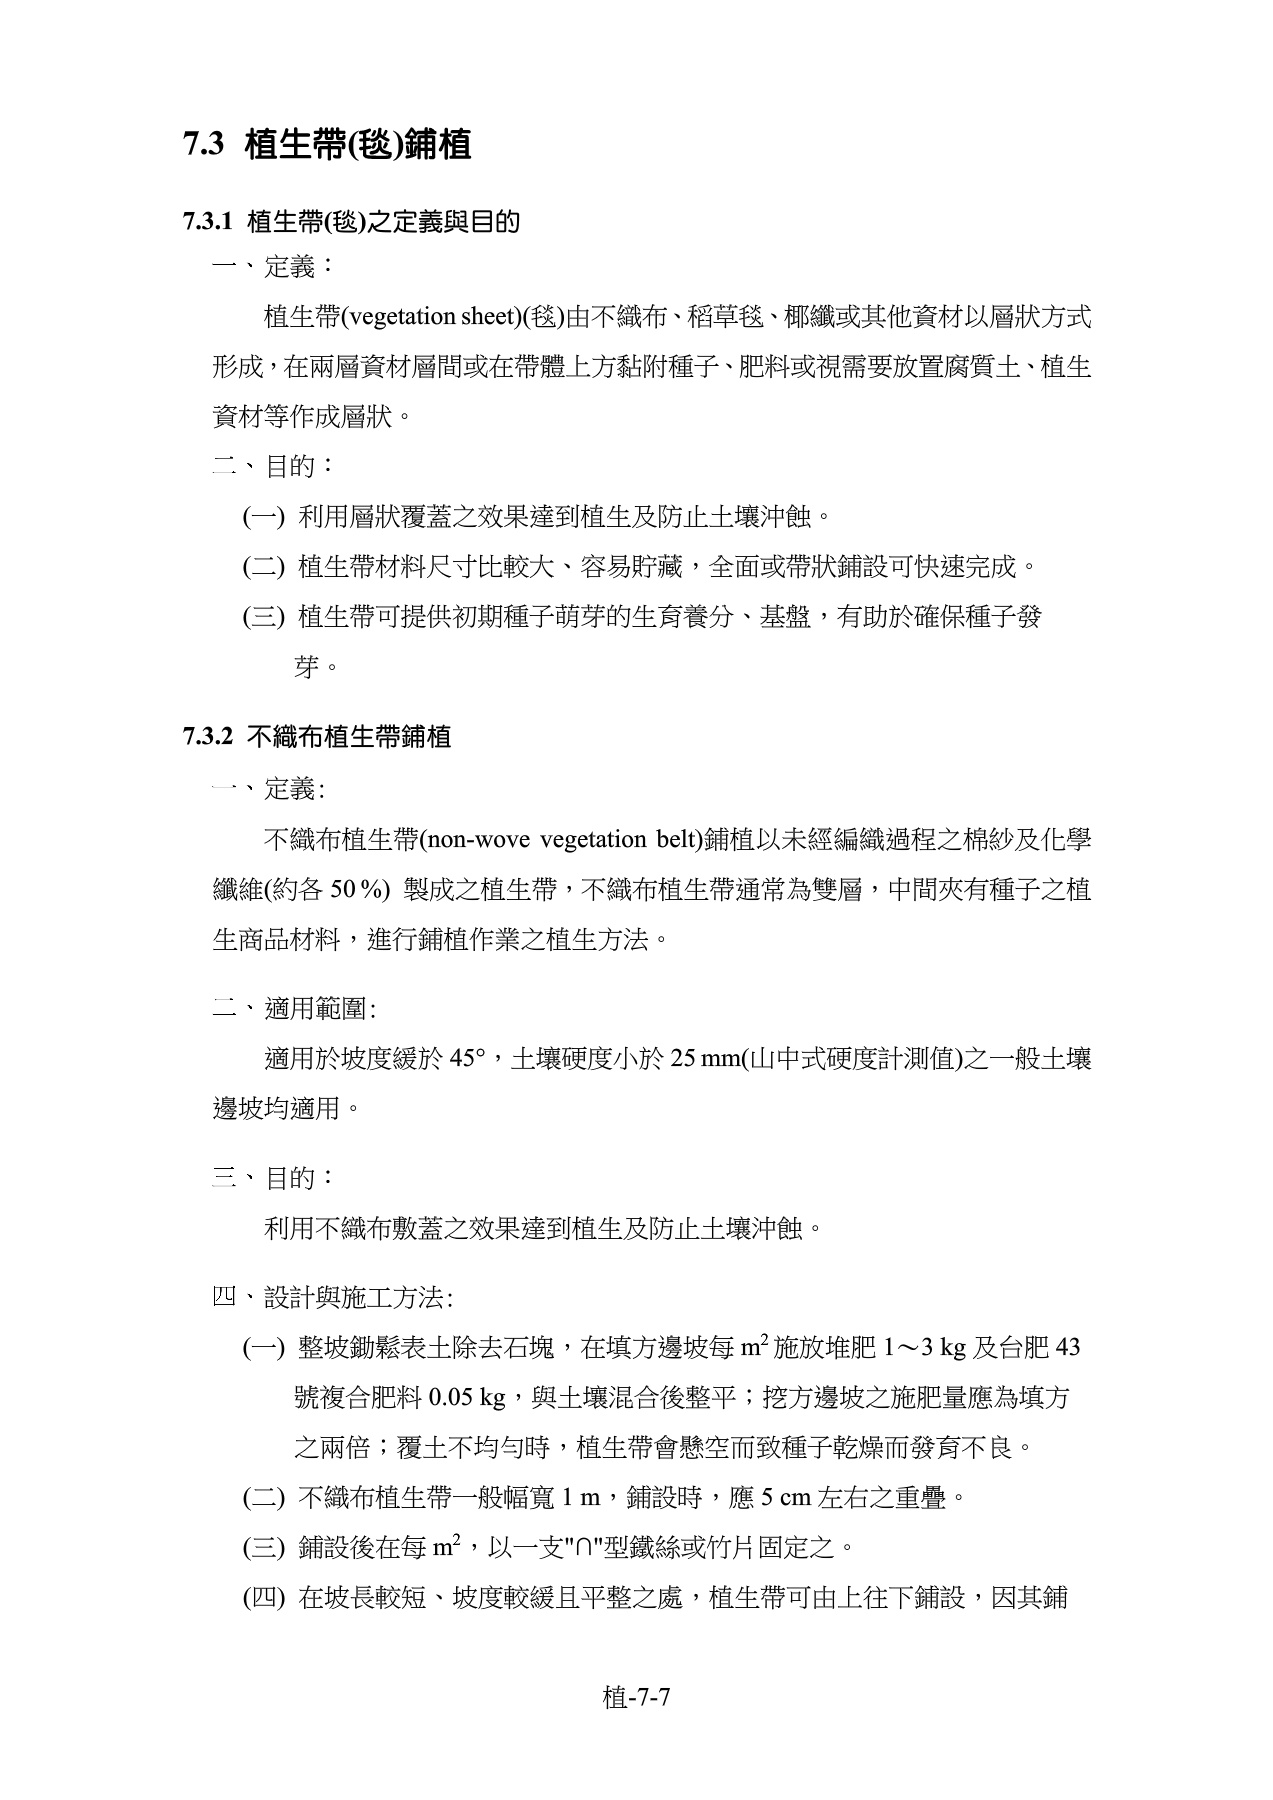 7.3 植生帶(毯)鋪植
7.3.1 植生帶(毯)之定義與目的
一、定義：
植生帶(vegetation sheet)(毯)由不織布、稻草毯、椰纖或其他資材以層狀方式
形成，在兩層資材層間或在帶體上方黏附種子、肥料或視需要放置腐質土、植生
資材等作成層狀。
二、目的：
(一) 利用層狀覆蓋之效果達到植生及防止土壤沖蝕。
(二) 植生帶材料尺寸比較大、容易貯藏，全面或帶狀鋪設可快速完成。
(三) 植生帶可提供初期種子萌芽的生育養分、基盤，有助於確保種子發
芽。
7.3.2 不織布植生帶鋪植
一、定義:
不織布植生帶(non-wove vegetation belt)鋪植以未經編織過程之棉紗及化學
纖維(約各 50 %) 製成之植生帶，不織布植生帶通常為雙層，中間夾有種子之植
生商品材料，進行鋪植作業之植生方法。
二、適用範圍:
適用於坡度緩於 45°，土壤硬度小於 25 mm(山中式硬度計測值)之一般土壤
邊坡均適用。
三、目的：
利用不織布敷蓋之效果達到植生及防止土壤沖蝕。
四、設計與施工方法:
(一) 整坡鋤鬆表土除去石塊，在填方邊坡每 m² 施放堆肥 1～3 kg 及台肥 43
號複合肥料 0.05 kg，與土壤混合後整平；挖方邊坡之施肥量應為填方
之兩倍；覆土不均勻時，植生帶會懸空而致種子乾燥而發育不良。
(二) 不織布植生帶一般幅寬 1 m，鋪設時，應 5 cm 左右之重疊。
(三) 鋪設後在每 m²，以一支"∩"型鐵絲或竹片固定之。
(四) 在坡長較短、坡度較緩且平整之處，植生帶可由上往下鋪設，因其鋪
植-7-7